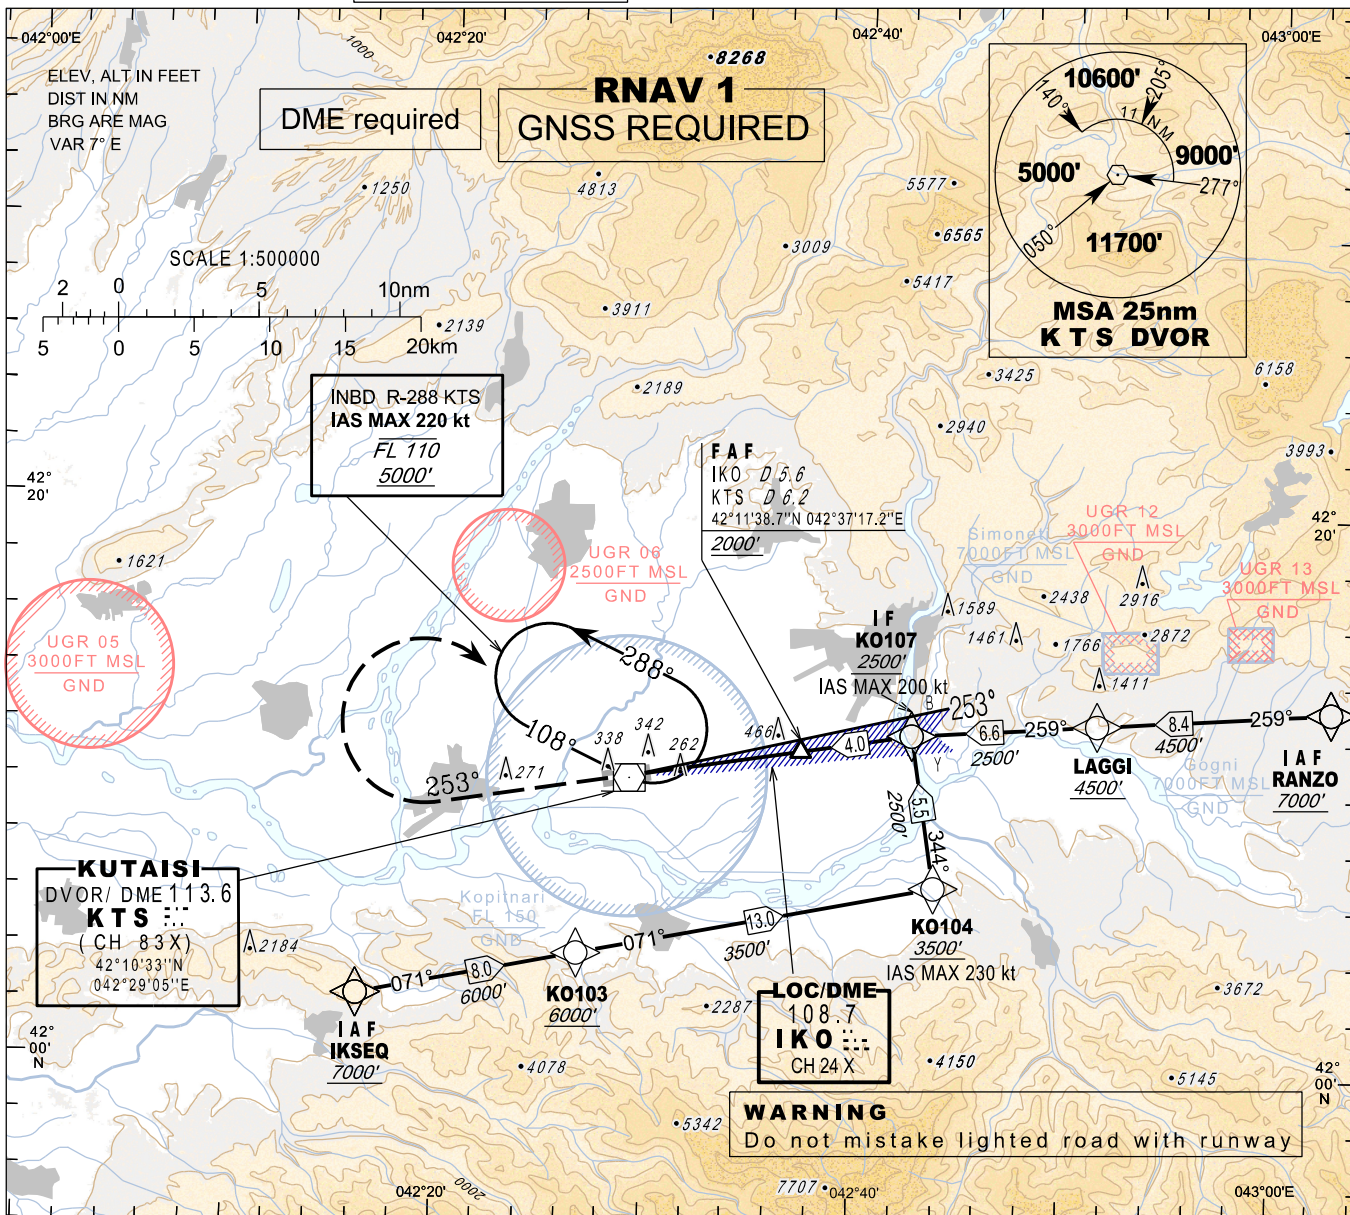 042°00'E
042°20'
042°40'
043°00'E
ELEV, ALT IN FEET
DIST IN NM
BRG ARE MAG
VAR 7° E
1000
DME required
RNAV 1
GNSS REQUIRED
8268
10600'
140°
205°
11 NM
9000'
5000'
277°
050°
11700'
MSA 25nm
KTS DVOR
1250
4813
5577
3009
6565
5417
SCALE 1:500000
2 0 5 10nm
5 0 5 10 15 20km
3911
2139
2189
3425
6158
2940
3993
INBD R-288 KTS
IAS MAX 220 kt
FL 110
5000'
FAF
IKO D 5.6
KTS D 6.2
42°11'38.7"N 042°37'17.2"E
2000'
42°
20'
42°
20'
UGR 12
3000FT MSL
GND
Simoneti
7000FT MSL
GND
UGR 13
3000FT MSL
GND
UGR 06
2500FT MSL
GND
1621
UGR 05
3000FT MSL
GND
2438
2916
1589
1461
1766
2872
1411
IF
KO107
2500'
IAS MAX 200 kt
288°
108°
253°
342
338
262
271
466
4.0
B
253°
Y
6.6
259°
2500'
8.4
259°
4500'
LAGGI
4500'
Gogni
7000FT MSL
GND
IAF
RANZO
7000'
5.5
2500'
344°
KUTAISI
DVOR/ DME 113.6
KTS
(CH 83X)
42°10'33"N
042°29'05"E
Kopitnari
FL 150
GND
2184
071°
8.0
6000'
071°
13.0
3500'
KO104
3500'
IAS MAX 230 kt
KO103
6000'
IAF
IKSEQ
7000'
LOC/DME
108.7
IKO
CH 24 X
2287
3672
42°
00'
N
4078
4150
5145
42°
00'
N
5342
WARNING
Do not mistake lighted road with runway
7707
2000
042°20'
042°40'
043°00'E